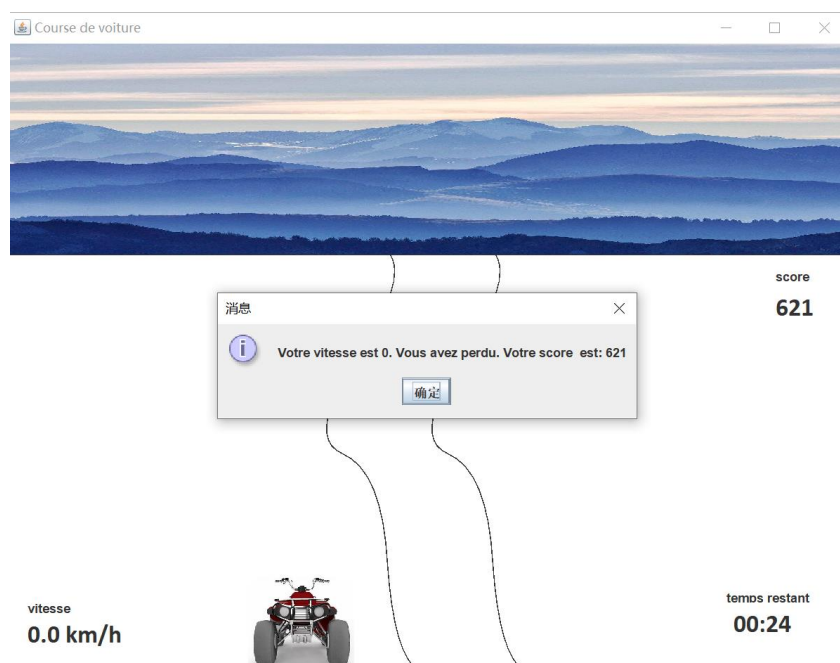 Course de voiture
score
621
消息
Votre vitesse est 0. Vous avez perdu. Votre score  est: 621
确定
vitesse
0.0 km/h
temps restant
00:24